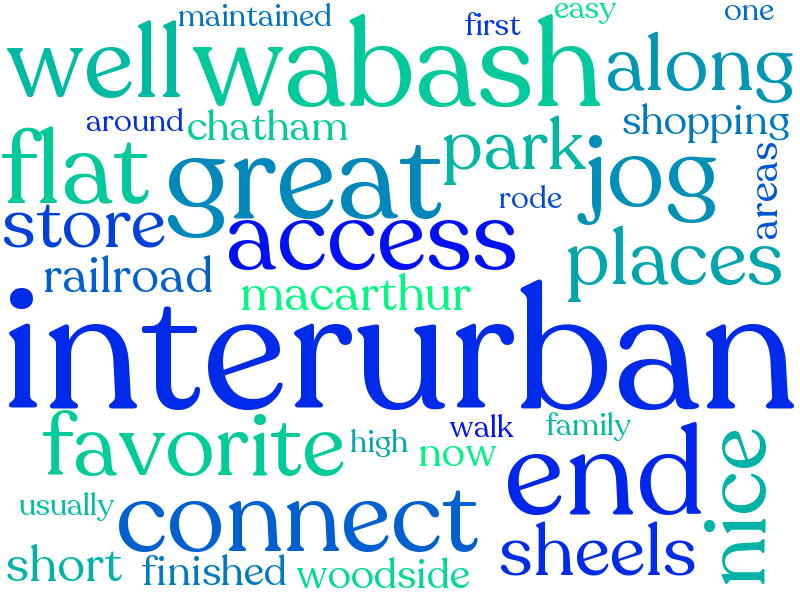 maintained
first
easy
one
well
wabash
along
around
chatham
park
shopping
flat
great
jog
areas
rode
store
access
places
railroad
macarthur
interurban
favorite
high
walk
now
family
end
nice
usually
connect
sheels
short
finished
woodside